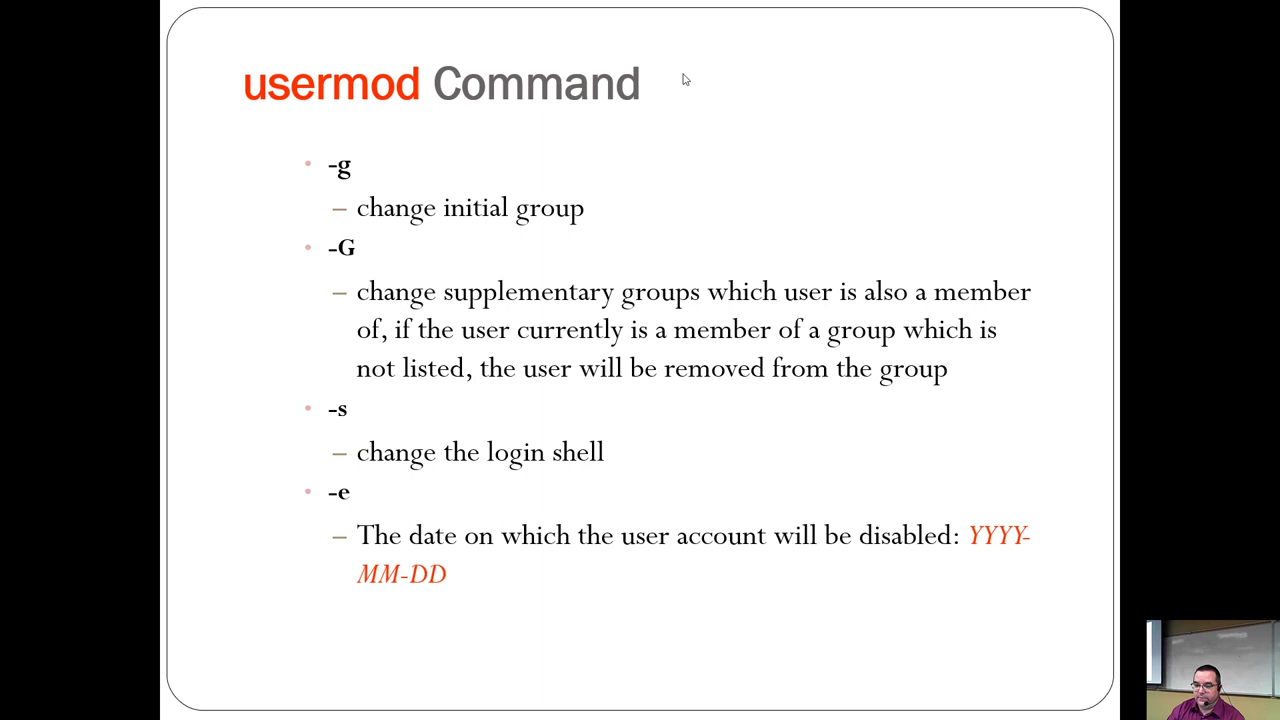 usermod Command
• -g
– change initial group
• -G
– change supplementary groups which user is also a member
of, if the user currently is a member of a group which is
not listed, the user will be removed from the group
• -s
– change the login shell
• -e
– The date on which the user account will be disabled: YYYY-
MM-DD